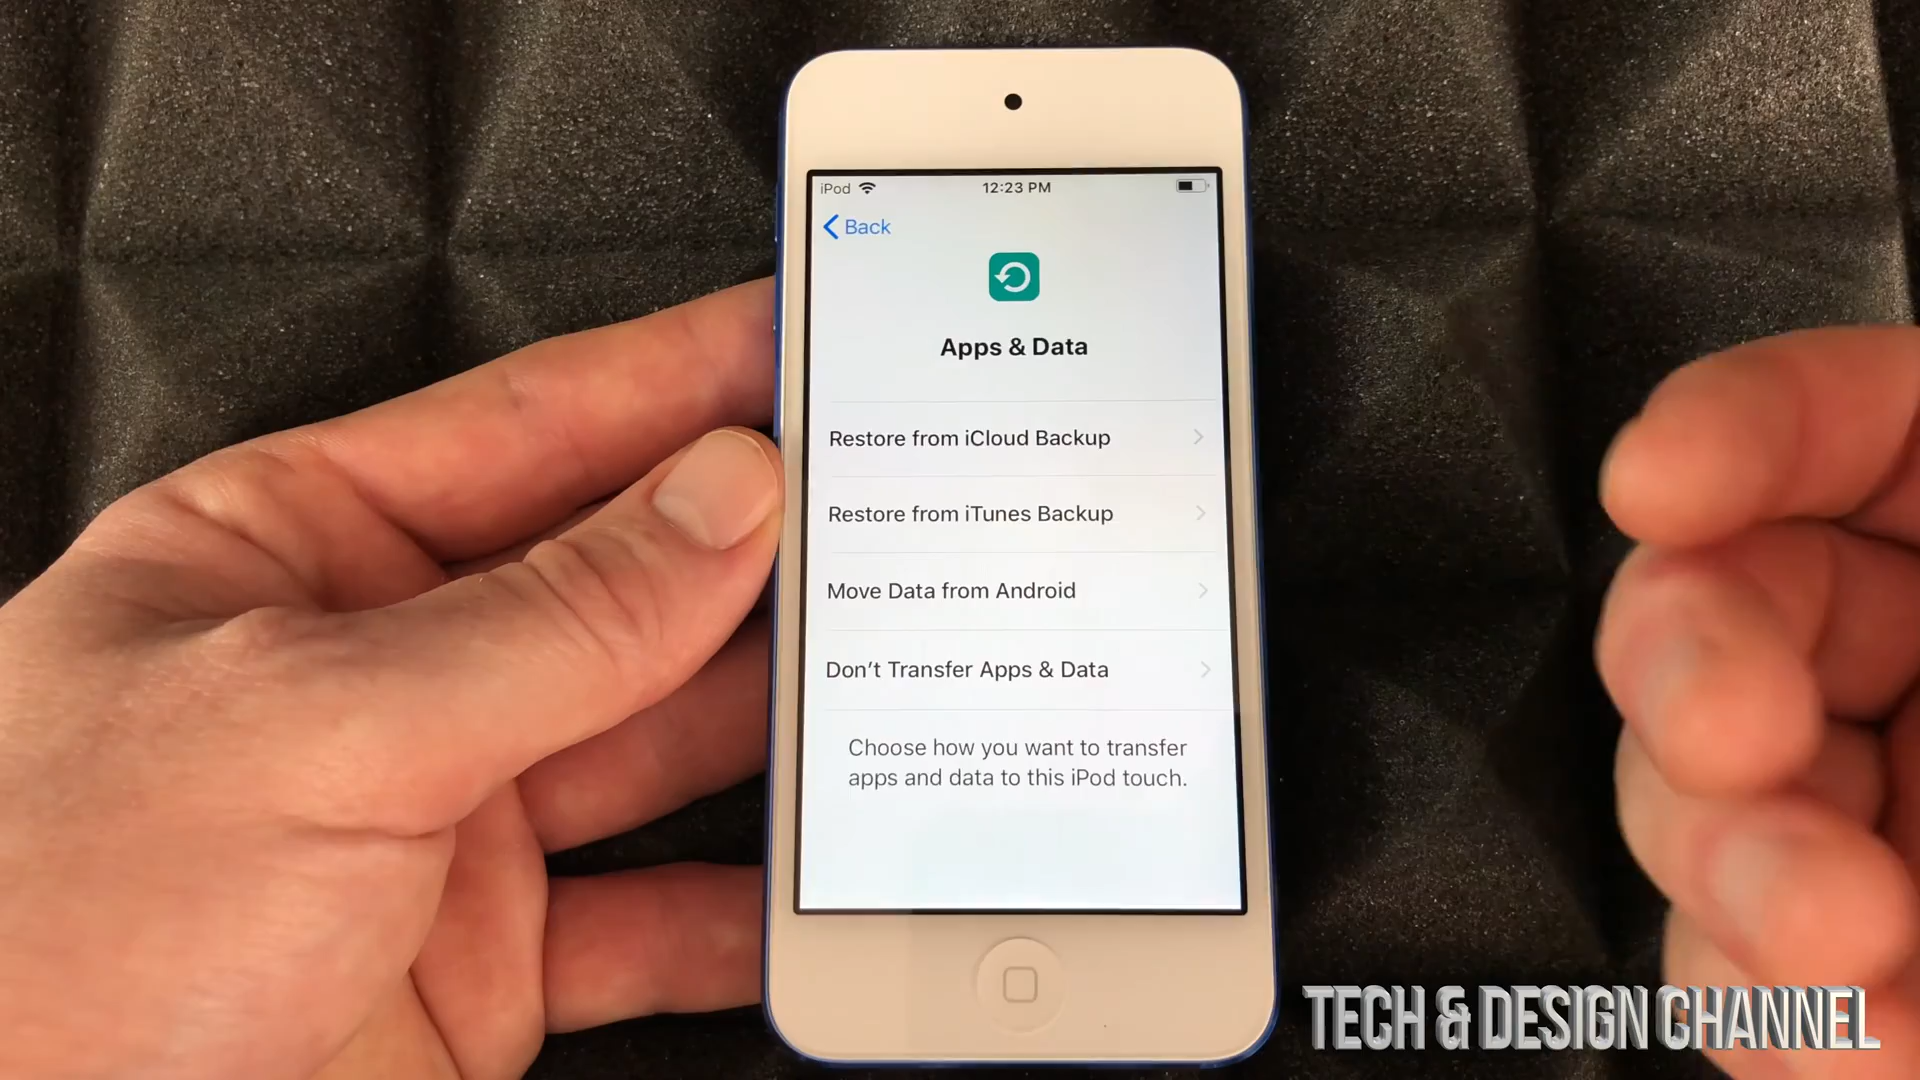 iPod
12:23 PM
Back
Apps & Data
Restore from iCloud Backup
Restore from iTunes Backup
Move Data from Android
Don’t Transfer Apps & Data
Choose how you want to transfer
apps and data to this iPod touch.
TECH & DESIGN CHANNEL